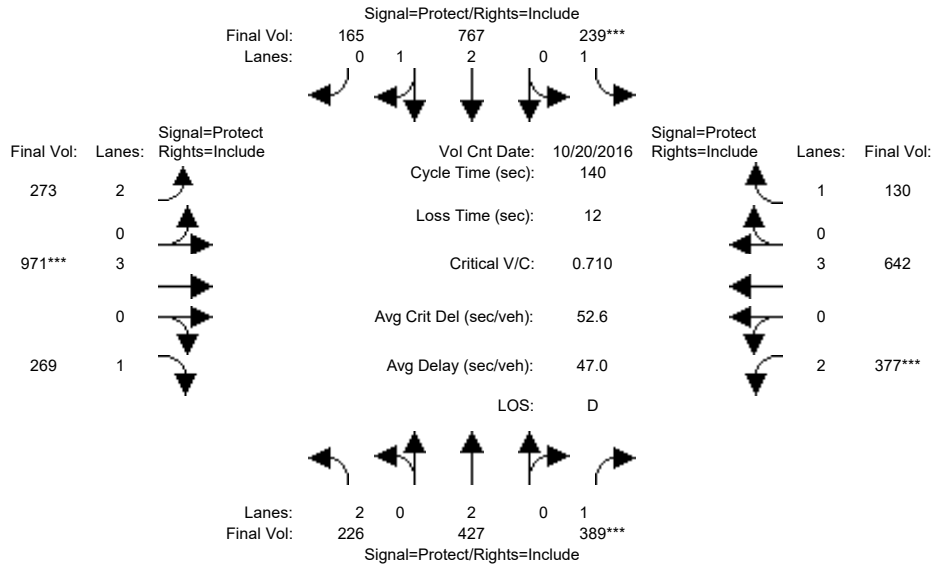 Signal=Protect/Rights=Include
Final Vol: 165 767 239***
Lanes: 0 1 2 0 1
Signal=Protect
Final Vol: Lanes: Rights=Include
Vol Cnt Date: 10/20/2016
Signal=Protect
Rights=Include Lanes: Final Vol:
Cycle Time (sec): 140
273 2
1 130
Loss Time (sec): 12
0
0
971*** 3
Critical V/C: 0.710
3 642
0
Avg Crit Del (sec/veh): 52.6
0
269 1
Avg Delay (sec/veh): 47.0
2 377***
LOS: D
Lanes: 2 0 2 0 1
Final Vol: 226 427 389***
Signal=Protect/Rights=Include